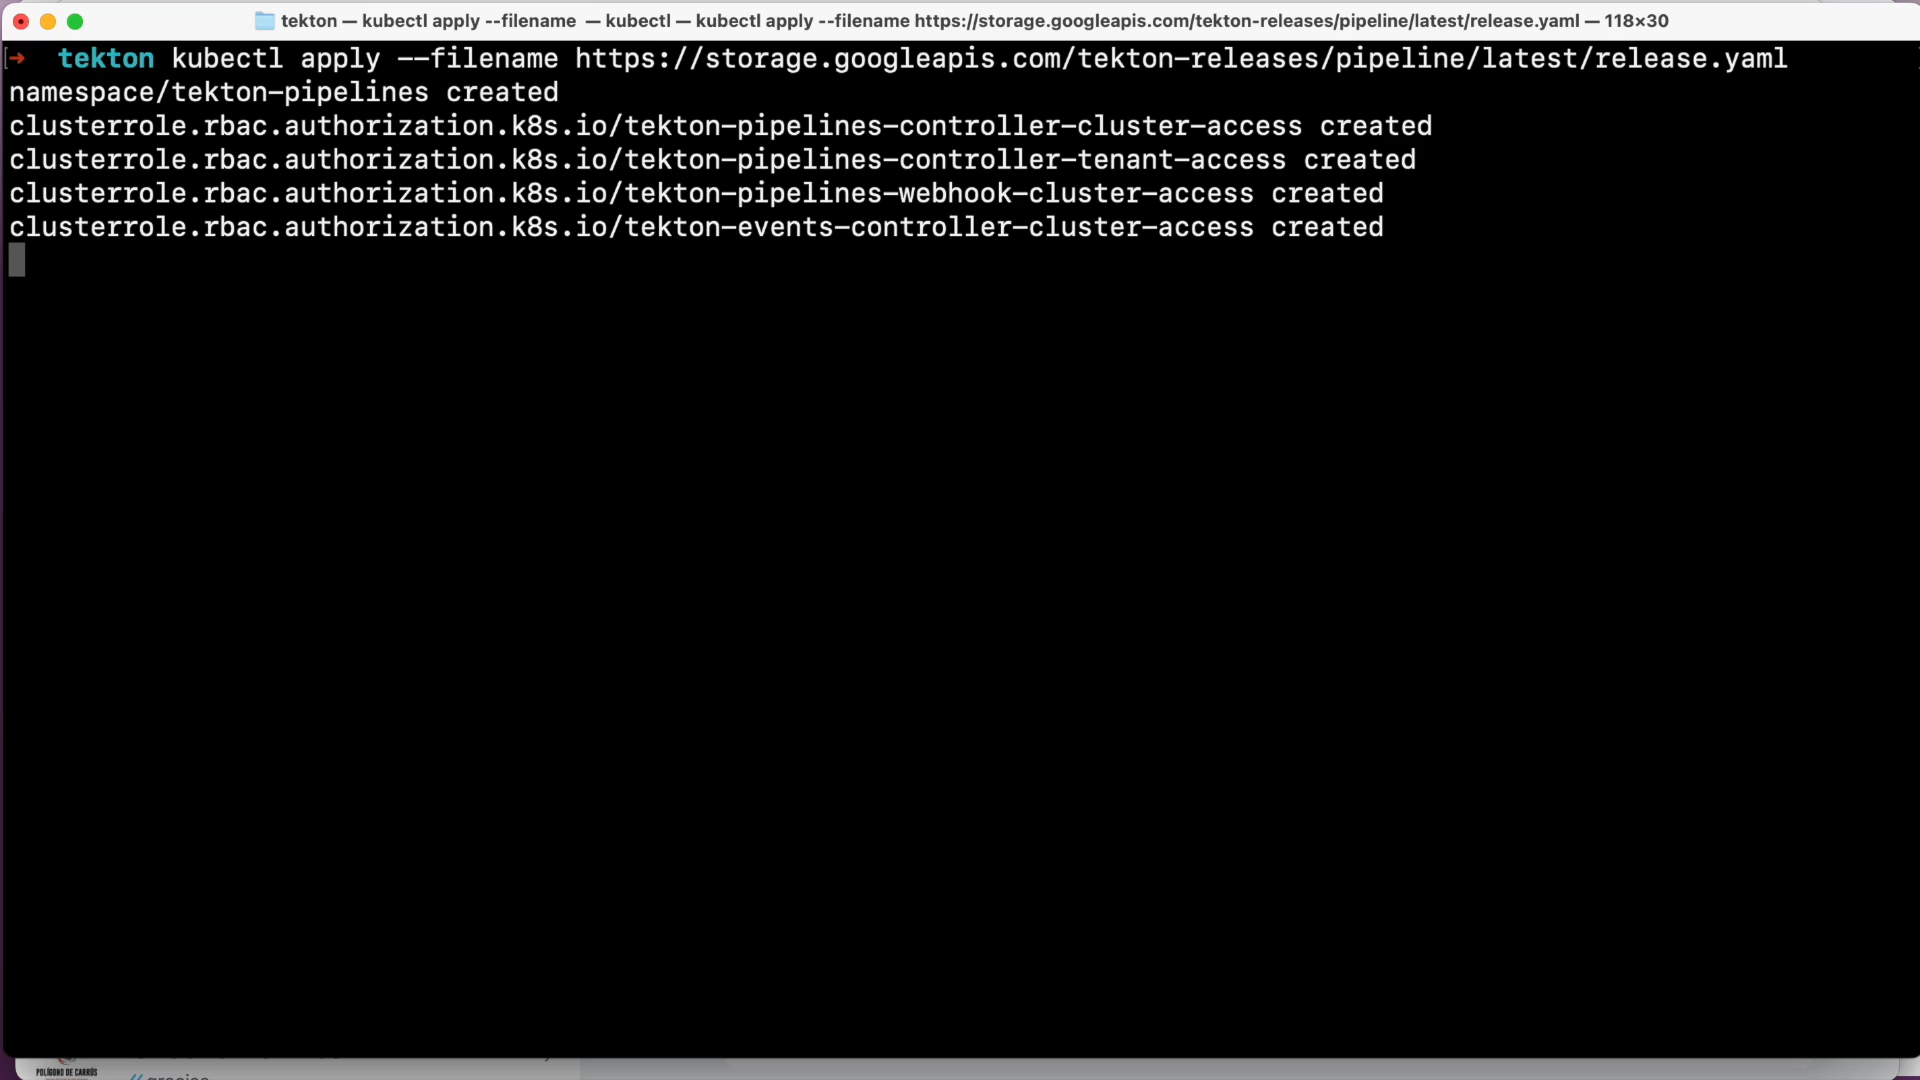 tekton — kubectl apply --filename — kubectl — kubectl apply --filename https://storage.googleapis.com/tekton-releases/pipeline/latest/release.yaml — 118×30
[➜ tekton kubectl apply --filename https://storage.googleapis.com/tekton-releases/pipeline/latest/release.yaml
namespace/tekton-pipelines created
clusterrole.rbac.authorization.k8s.io/tekton-pipelines-controller-cluster-access created
clusterrole.rbac.authorization.k8s.io/tekton-pipelines-controller-tenant-access created
clusterrole.rbac.authorization.k8s.io/tekton-pipelines-webhook-cluster-access created
clusterrole.rbac.authorization.k8s.io/tekton-events-controller-cluster-access created
POLÍGONO DE CARRÚS